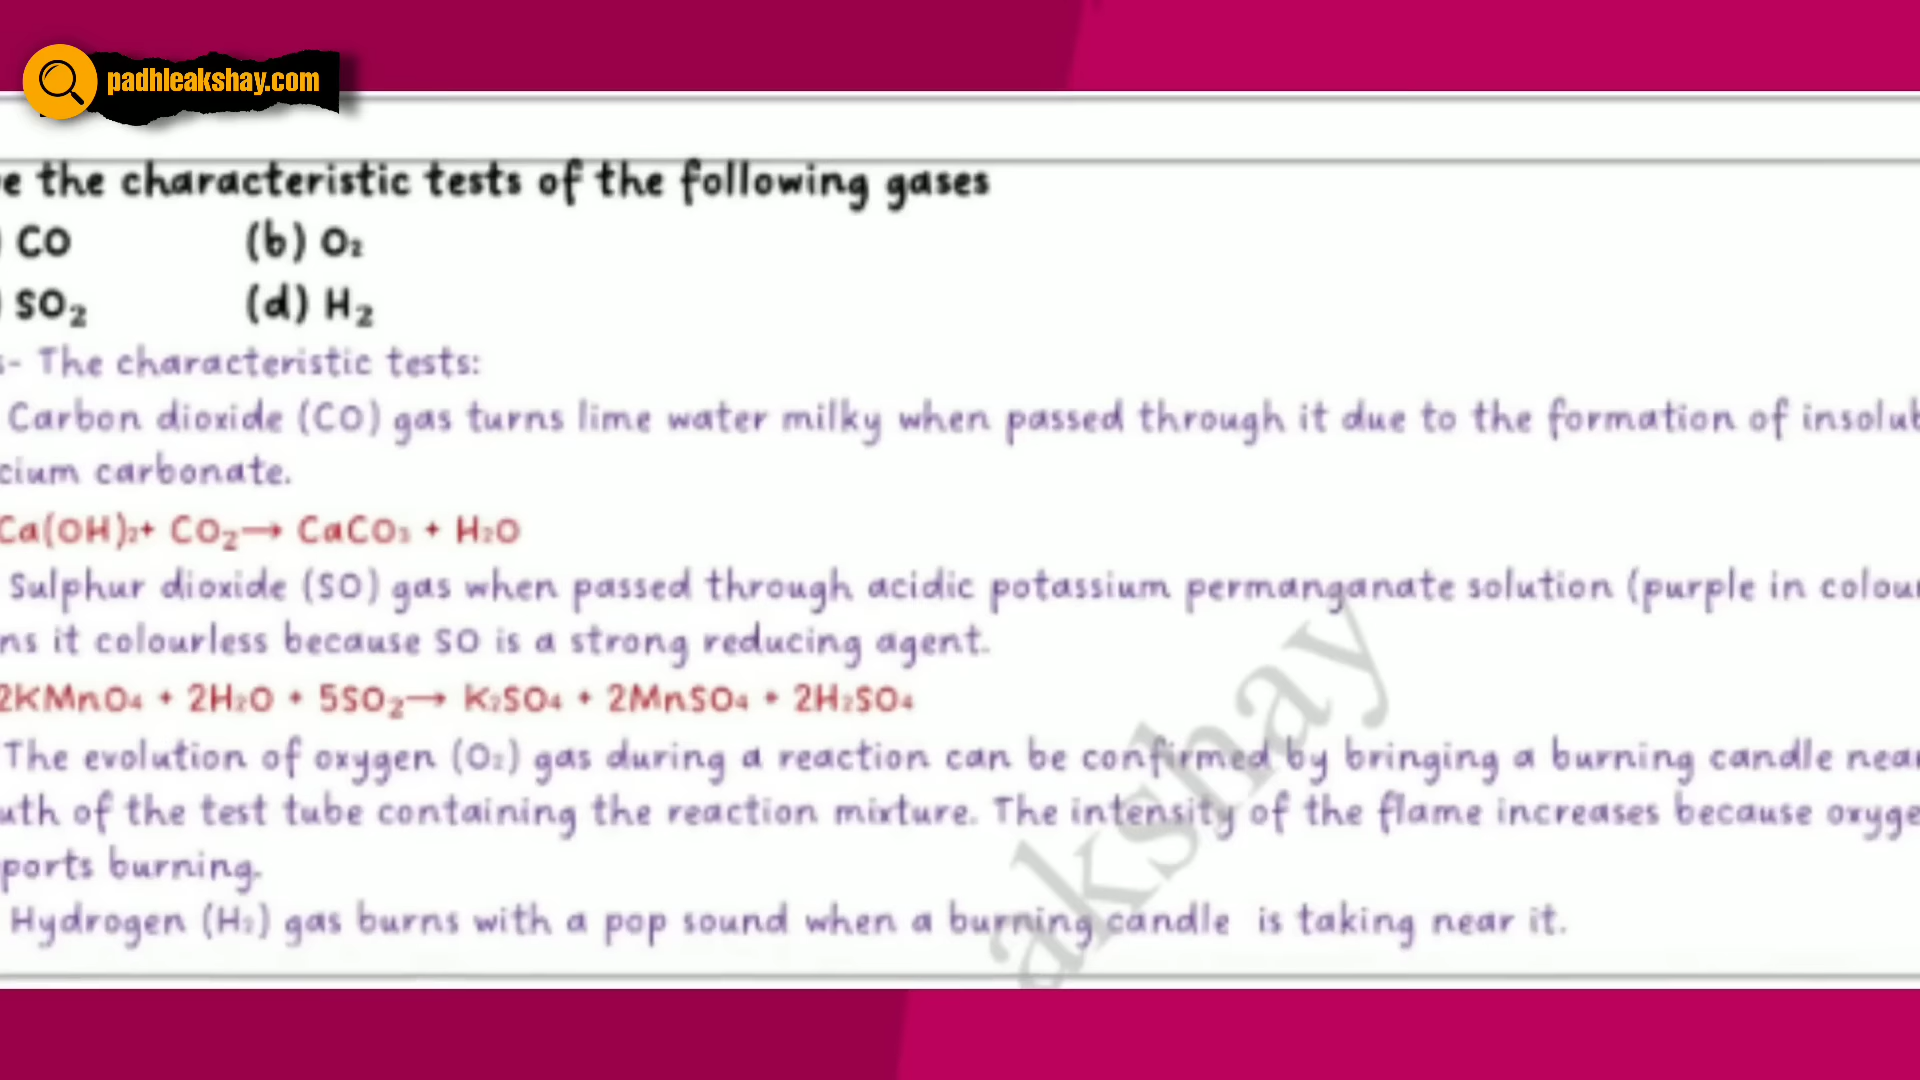 padhleakshay.com
e the characteristic tests of the following gases
) CO (b) O₂
) SO₂ (d) H₂
s- The characteristic tests:
Carbon dioxide (CO) gas turns lime water milky when passed through it due to the formation of insolub
cium carbonate.
Ca(OH)₂+ CO₂→ CaCO₃ + H₂O
Sulphur dioxide (SO) gas when passed through acidic potassium permanganate solution (purple in colour
ns it colourless because SO is a strong reducing agent.
2KMnO₄ + 2H₂O + 5SO₂→ K₂SO₄ + 2MnSO₄ + 2H₂SO₄
The evolution of oxygen (O₂) gas during a reaction can be confirmed by bringing a burning candle near
uth of the test tube containing the reaction mixture. The intensity of the flame increases because oxyge
ports burning.
Hydrogen (H₂) gas burns with a pop sound when a burning candle is taking near it.
akshay